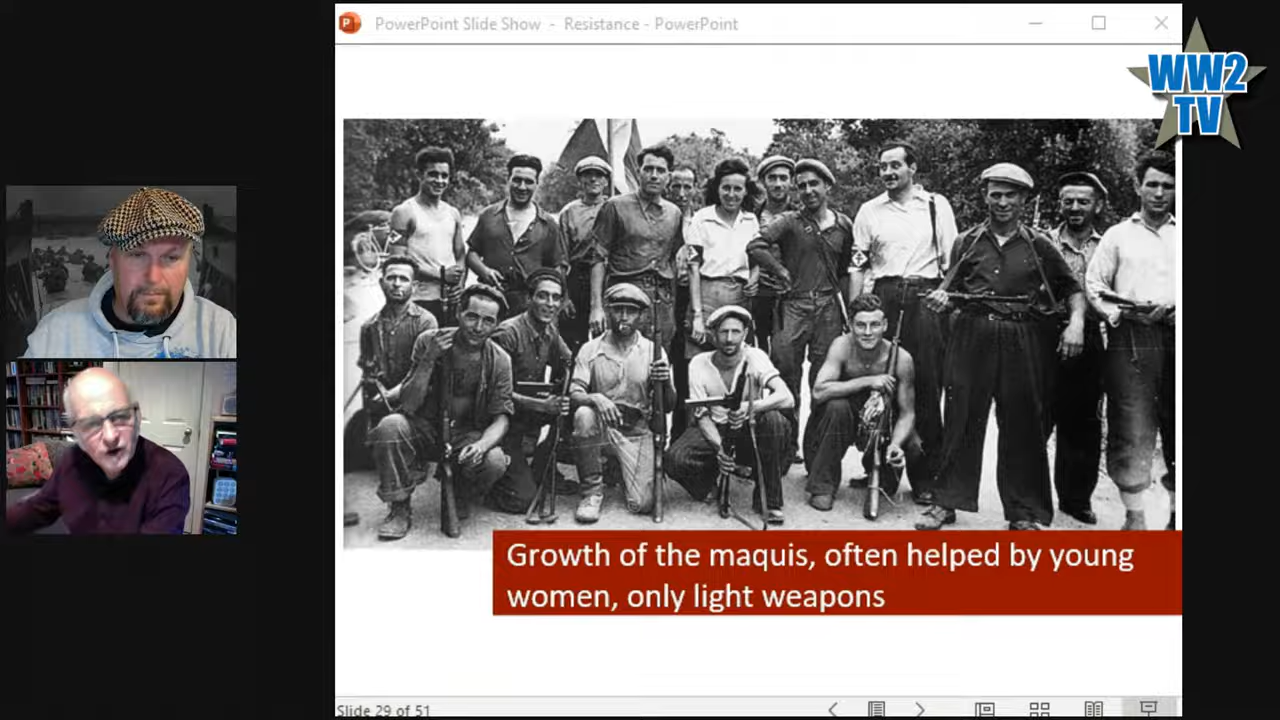 PowerPoint Slide Show - Resistance - PowerPoint
WW2
TV
Growth of the maquis, often helped by young
women, only light weapons
Slide 29 of 51